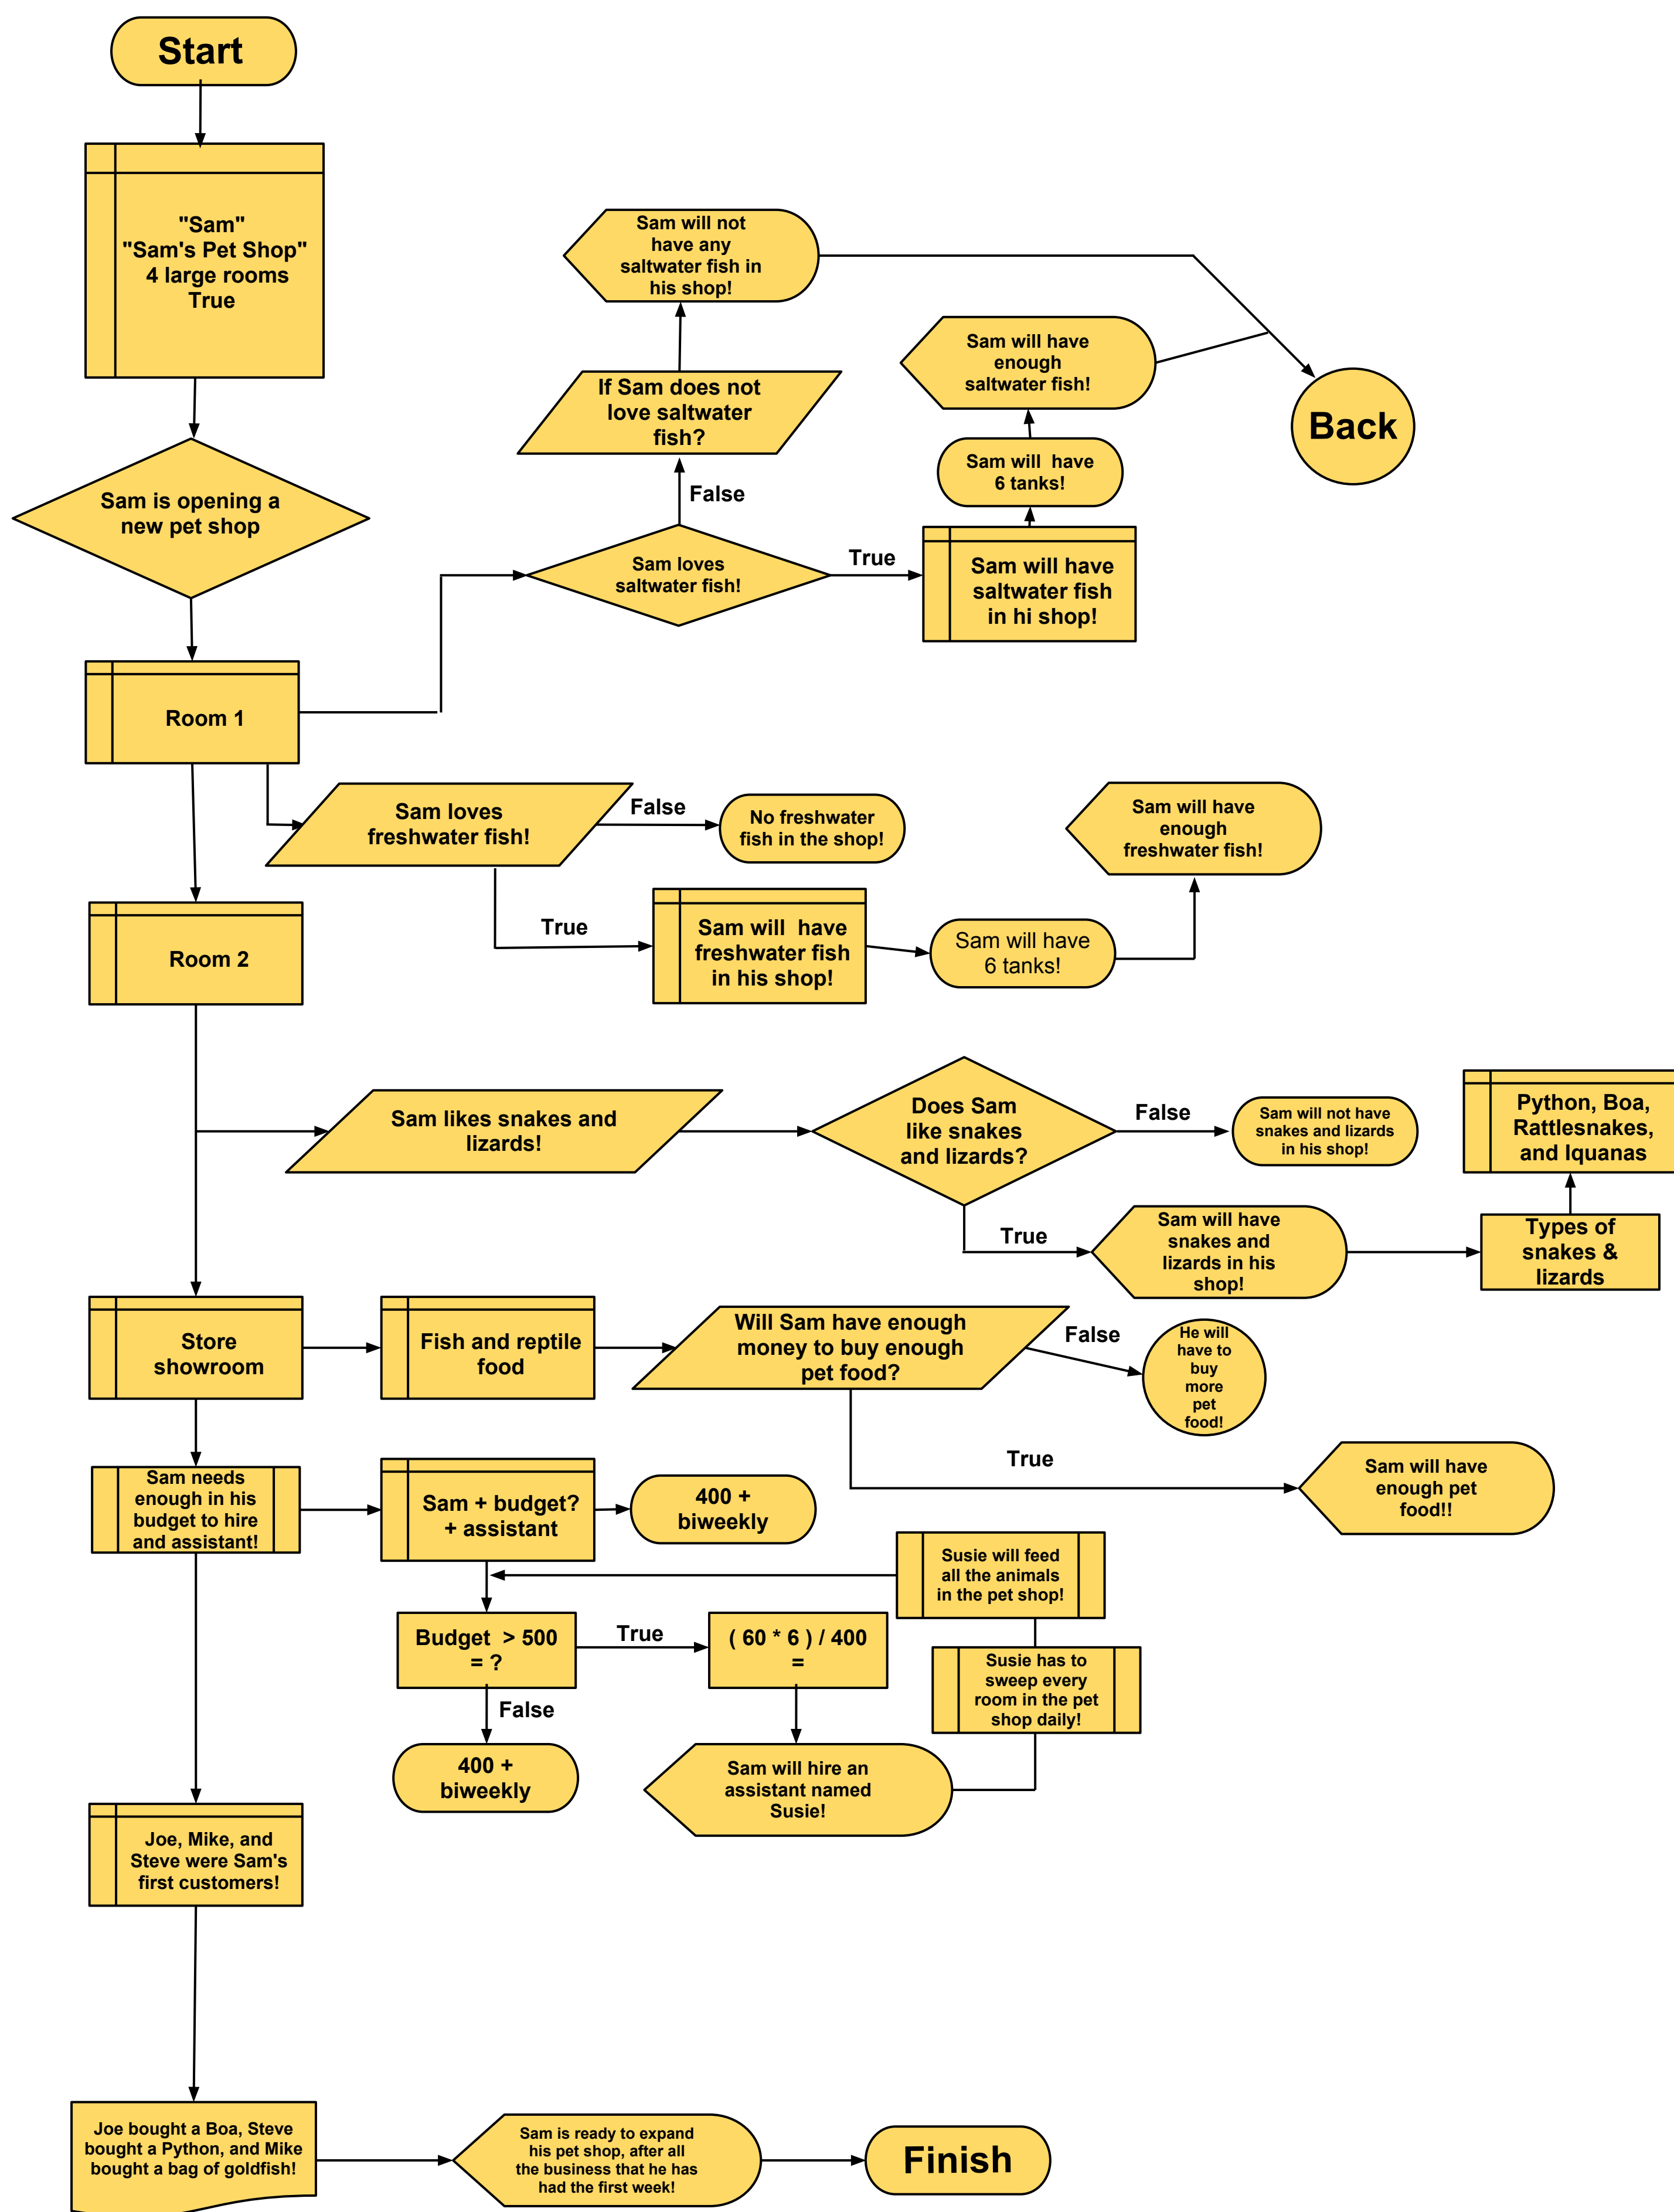 Start
"Sam"
"Sam's Pet Shop"
4 large rooms
True
Sam is opening a
new pet shop
Sam will not
have any
saltwater fish in
his shop!
Sam will have
enough
saltwater fish!
If Sam does not
love saltwater
fish?
Back
Sam will  have
6 tanks!
False
Sam loves
saltwater fish!
True
Sam will have
saltwater fish
in hi shop!
Room 1
Sam loves
freshwater fish!
False
No freshwater
fish in the shop!
Sam will have
enough
freshwater fish!
True
Sam will  have
freshwater fish
in his shop!
Sam will have
6 tanks!
Room 2
Sam likes snakes and
lizards!
Does Sam
like snakes
and lizards?
False
Sam will not have
snakes and lizards
in his shop!
Python, Boa,
Rattlesnakes,
and Iquanas
True
Sam will have
snakes and
lizards in his
shop!
Types of
snakes &
lizards
Store
showroom
Fish and reptile
food
Will Sam have enough
money to buy enough
pet food?
False
He will
have to
buy
more
pet
food!
True
Sam will have
enough pet
food!!
Sam needs
enough in his
budget to hire
and assistant!
Sam + budget?
+ assistant
400 +
biweekly
Susie will feed
all the animals
in the pet shop!
Budget  > 500
= ?
True
( 60 * 6 ) / 400
=
Susie has to
sweep every
room in the pet
shop daily!
False
400 +
biweekly
Sam will hire an
assistant named
Susie!
Joe, Mike, and
Steve were Sam's
first customers!
Joe bought a Boa, Steve
bought a Python, and Mike
bought a bag of goldfish!
Sam is ready to expand
his pet shop, after all
the business that he has
had the first week!
Finish